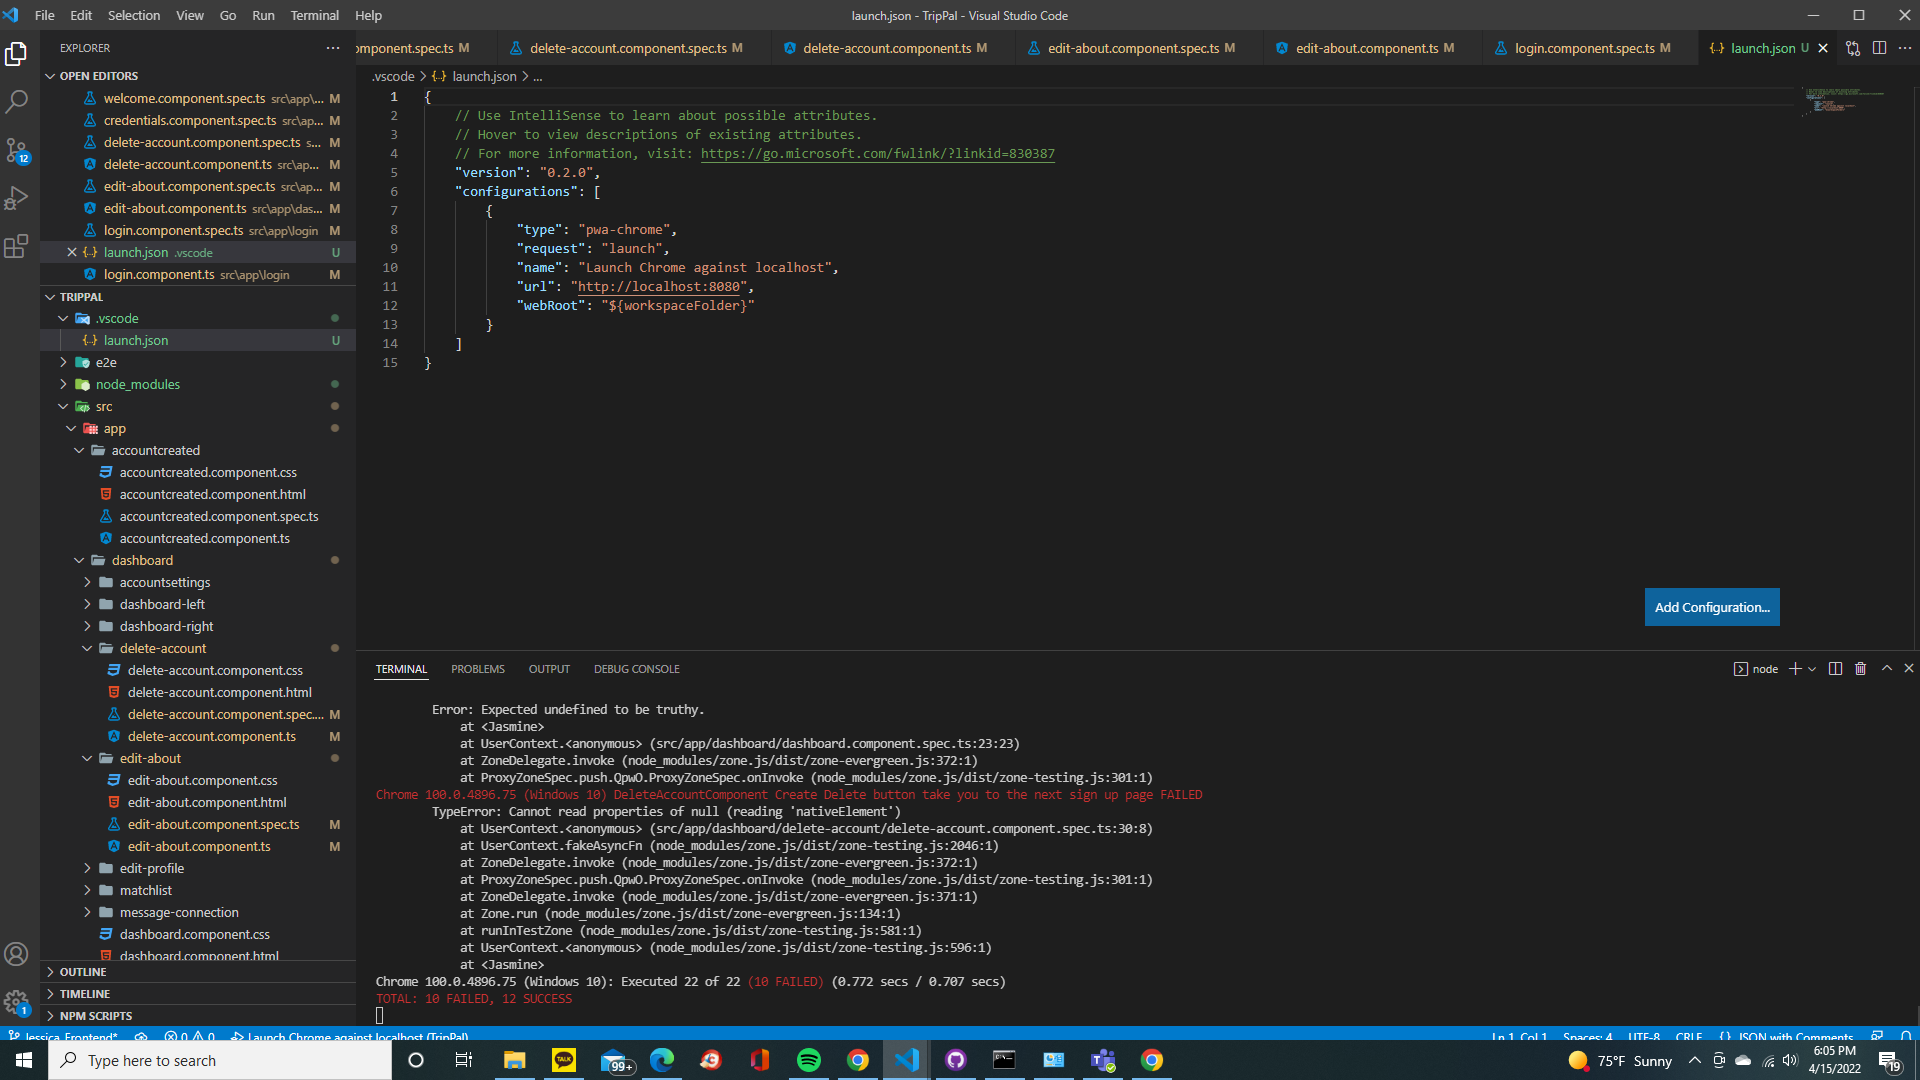 File Edit Selection View Go Run Terminal Help
launch.json - TripPal - Visual Studio Code
EXPLORER
OPEN EDITORS
welcome.component.spec.ts src\app\... M
credentials.component.spec.ts src\ap... M
delete-account.component.spec.ts s... M
delete-account.component.ts src\ap... M
edit-about.component.spec.ts src\ap... M
edit-about.component.ts src\app\das... M
login.component.spec.ts src\app\login M
launch.json .vscode U
login.component.ts src\app\login M
TRIPPAL
.vscode
launch.json U
e2e
node_modules
src
app
accountcreated
accountcreated.component.css
accountcreated.component.html
accountcreated.component.spec.ts
accountcreated.component.ts
dashboard
accountsettings
dashboard-left
dashboard-right
delete-account
delete-account.component.css
delete-account.component.html
delete-account.component.spec.... M
delete-account.component.ts M
edit-about
edit-about.component.css
edit-about.component.html
edit-about.component.spec.ts M
edit-about.component.ts M
edit-profile
matchlist
message-connection
dashboard.component.css
dashboard.component.html
OUTLINE
TIMELINE
NPM SCRIPTS
12
1
omponent.spec.ts M delete-account.component.spec.ts M delete-account.component.ts M edit-about.component.spec.ts M edit-about.component.ts M login.component.spec.ts M launch.json U
.vscode > {..} launch.json > ...
1 {
2 // Use IntelliSense to learn about possible attributes.
3 // Hover to view descriptions of existing attributes.
4 // For more information, visit: https://go.microsoft.com/fwlink/?linkid=830387
5 "version": "0.2.0",
6 "configurations": [
7 {
8 "type": "pwa-chrome",
9 "request": "launch",
10 "name": "Launch Chrome against localhost",
11 "url": "http://localhost:8080",
12 "webRoot": "${workspaceFolder}"
13 }
14 ]
15 }
Add Configuration...
TERMINAL PROBLEMS OUTPUT DEBUG CONSOLE
node
Error: Expected undefined to be truthy.
at <Jasmine>
at UserContext.<anonymous> (src/app/dashboard/dashboard.component.spec.ts:23:23)
at ZoneDelegate.invoke (node_modules/zone.js/dist/zone-evergreen.js:372:1)
at ProxyZoneSpec.push.QpwO.ProxyZoneSpec.onInvoke (node_modules/zone.js/dist/zone-testing.js:301:1)
Chrome 100.0.4896.75 (Windows 10) DeleteAccountComponent Create Delete button take you to the next sign up page FAILED
TypeError: Cannot read properties of null (reading 'nativeElement')
at UserContext.<anonymous> (src/app/dashboard/delete-account/delete-account.component.spec.ts:30:8)
at UserContext.fakeAsyncFn (node_modules/zone.js/dist/zone-testing.js:2046:1)
at ZoneDelegate.invoke (node_modules/zone.js/dist/zone-evergreen.js:372:1)
at ProxyZoneSpec.push.QpwO.ProxyZoneSpec.onInvoke (node_modules/zone.js/dist/zone-testing.js:301:1)
at ZoneDelegate.invoke (node_modules/zone.js/dist/zone-evergreen.js:371:1)
at Zone.run (node_modules/zone.js/dist/zone-evergreen.js:134:1)
at runInTestZone (node_modules/zone.js/dist/zone-testing.js:581:1)
at UserContext.<anonymous> (node_modules/zone.js/dist/zone-testing.js:596:1)
at <Jasmine>
Chrome 100.0.4896.75 (Windows 10): Executed 22 of 22 (10 FAILED) (0.772 secs / 0.707 secs)
TOTAL: 10 FAILED, 12 SUCCESS
Jessica_Frontend* 0 0 Launch Chrome against localhost (TripPal)
Ln 1, Col 1 Spaces: 4 UTF-8 CRLF {} JSON with Comments
Type here to search
TALK
99+
75°F Sunny
6:05 PM
4/15/2022
19